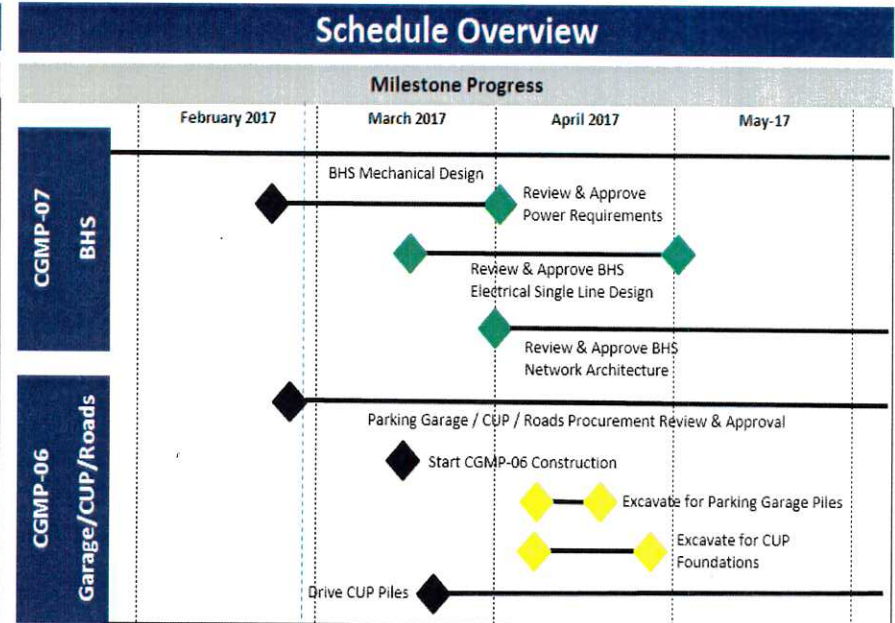 Schedule Overview
Milestone Progress
February 2017
March 2017
April 2017
May-17
CGMP-07
BHS
BHS Mechanical Design
Review & Approve
Power Requirements
Review & Approve BHS
Electrical Single Line Design
Review & Approve BHS
Network Architecture
CGMP-06
Garage/CUP/Roads
Parking Garage / CUP / Roads Procurement Review & Approval
Start CGMP-06 Construction
Excavate for Parking Garage Piles
Excavate for CUP
Foundations
Drive CUP Piles